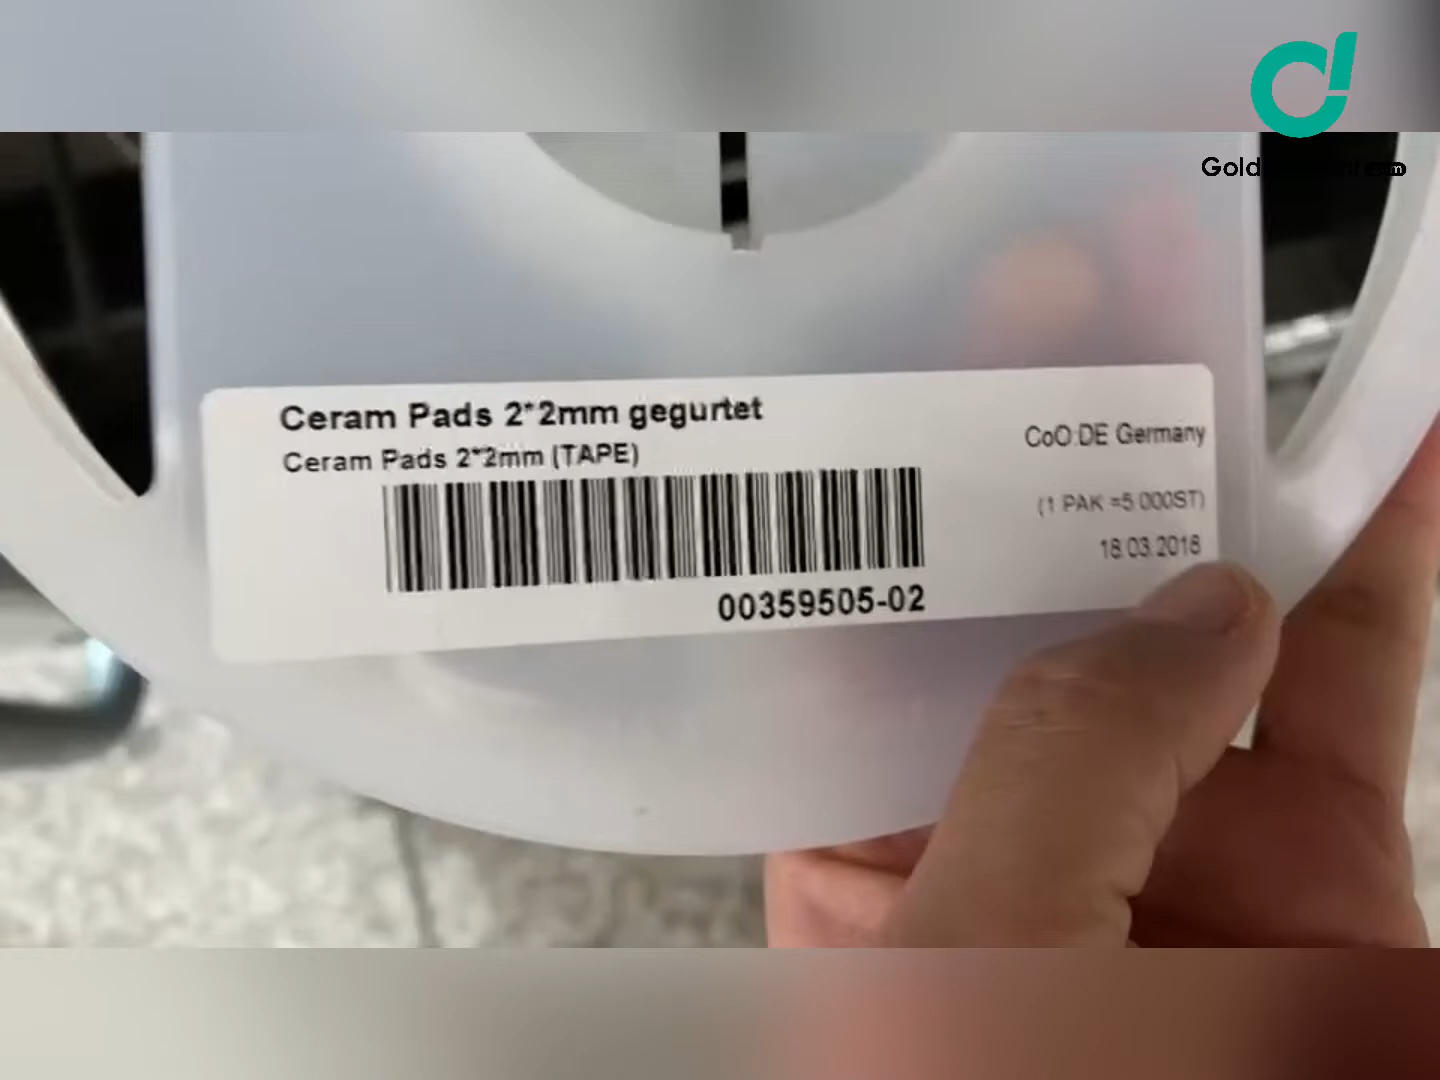 Ceram Pads 2*2mm gegurtet
Ceram Pads 2*2mm (TAPE)
CoO:DE Germany
(1 PAK =5 000ST)
18.03.2016
00359505-02